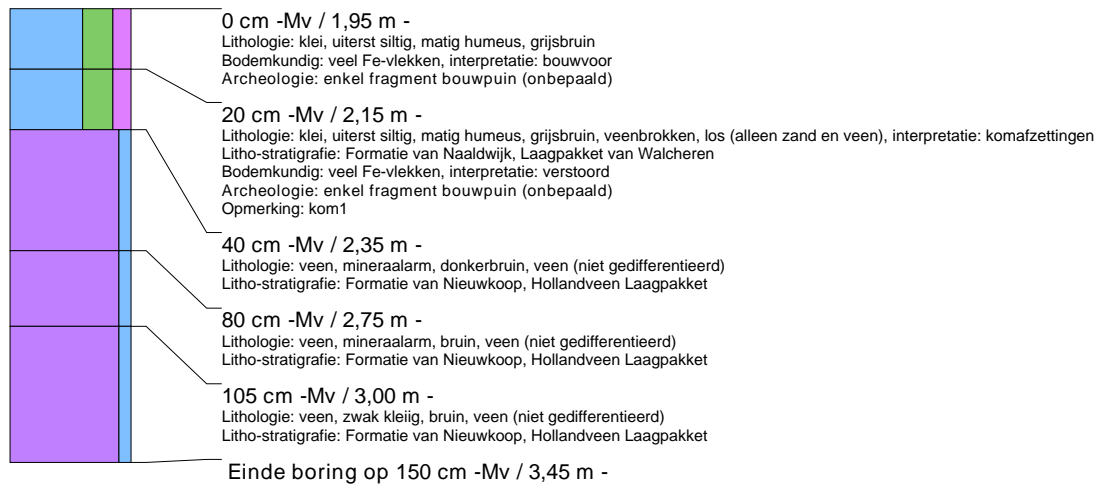 0 cm -Mv / 1,95 m -
Lithologie: klei, uiterst siltig, matig humeus, grijsbruin
Bodemkundig: veel Fe-vlekken, interpretatie: bouwvoor
Archeologie: enkel fragment bouwpuin (onbepaald)
20 cm -Mv / 2,15 m -
Lithologie: klei, uiterst siltig, matig humeus, grijsbruin, veenbrokken, los (alleen zand en veen), interpretatie: komafzettingen
Litho-stratigrafie: Formatie van Naaldwijk, Laagpakket van Walcheren
Bodemkundig: veel Fe-vlekken, interpretatie: verstoord
Archeologie: enkel fragment bouwpuin (onbepaald)
Opmerking: kom1
40 cm -Mv / 2,35 m -
Lithologie: veen, mineraalarm, donkerbruin, veen (niet gedifferentieerd)
Litho-stratigrafie: Formatie van Nieuwkoop, Hollandveen Laagpakket
80 cm -Mv / 2,75 m -
Lithologie: veen, mineraalarm, bruin, veen (niet gedifferentieerd)
Litho-stratigrafie: Formatie van Nieuwkoop, Hollandveen Laagpakket
105 cm -Mv / 3,00 m -
Lithologie: veen, zwak kleiig, bruin, veen (niet gedifferentieerd)
Litho-stratigrafie: Formatie van Nieuwkoop, Hollandveen Laagpakket
Einde boring op 150 cm -Mv / 3,45 m -